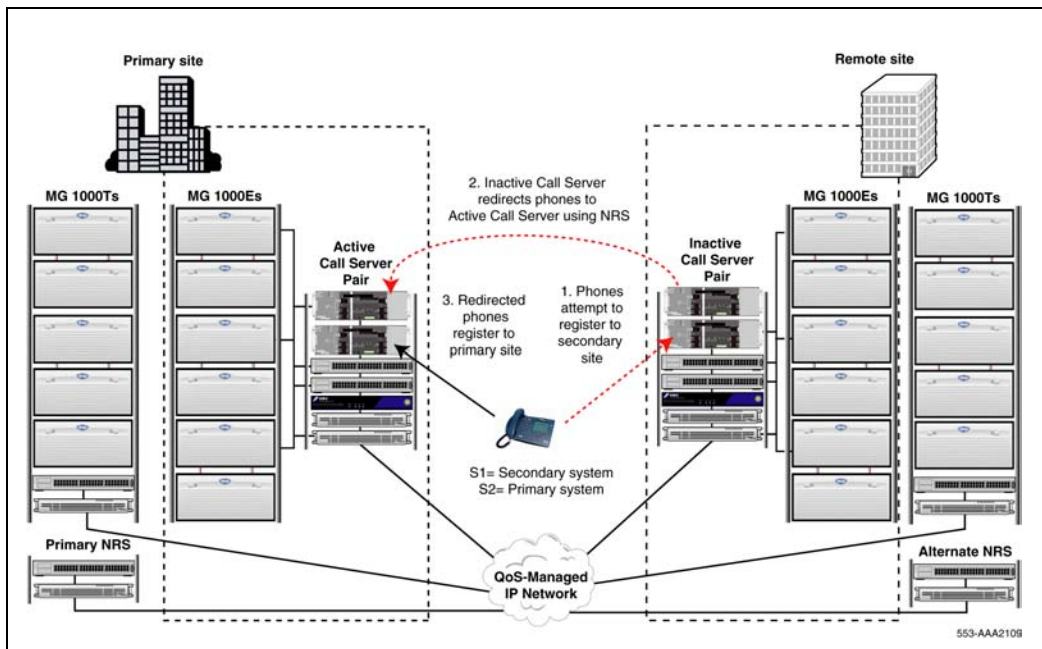 Primary site
Remote site
MG 1000Ts
MG 1000Es
2. Inactive Call Server
redirects phones to
Active Call Server using NRS
MG 1000Es
MG 1000Ts
Active
Call Server
Pair
Inactive
Call Server
Pair
3. Redirected
phones
register to
primary site
1. Phones
attempt to
register to
secondary
site
S1= Secondary system
S2= Primary system
Primary NRS
QoS-Managed
IP Network
Alternate NRS
553-AAA2109